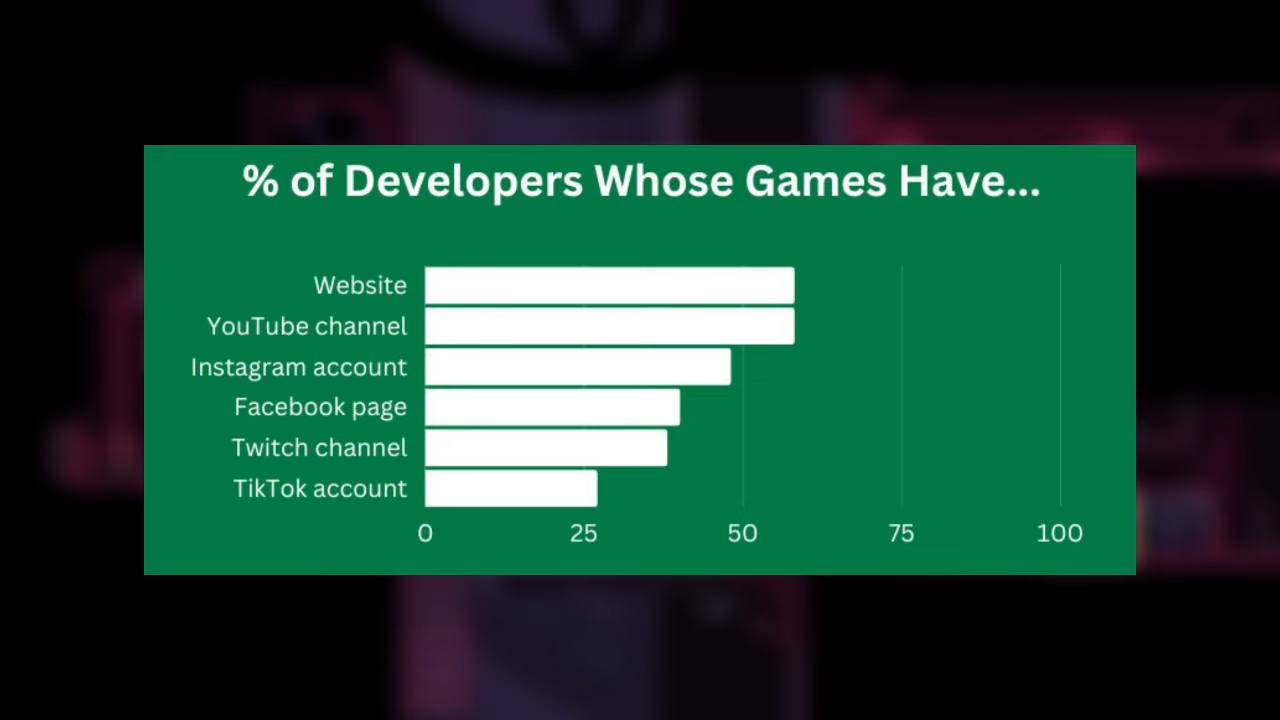 % of Developers Whose Games Have...
Website
YouTube channel
Instagram account
Facebook page
Twitch channel
TikTok account
0 25 50 75 100